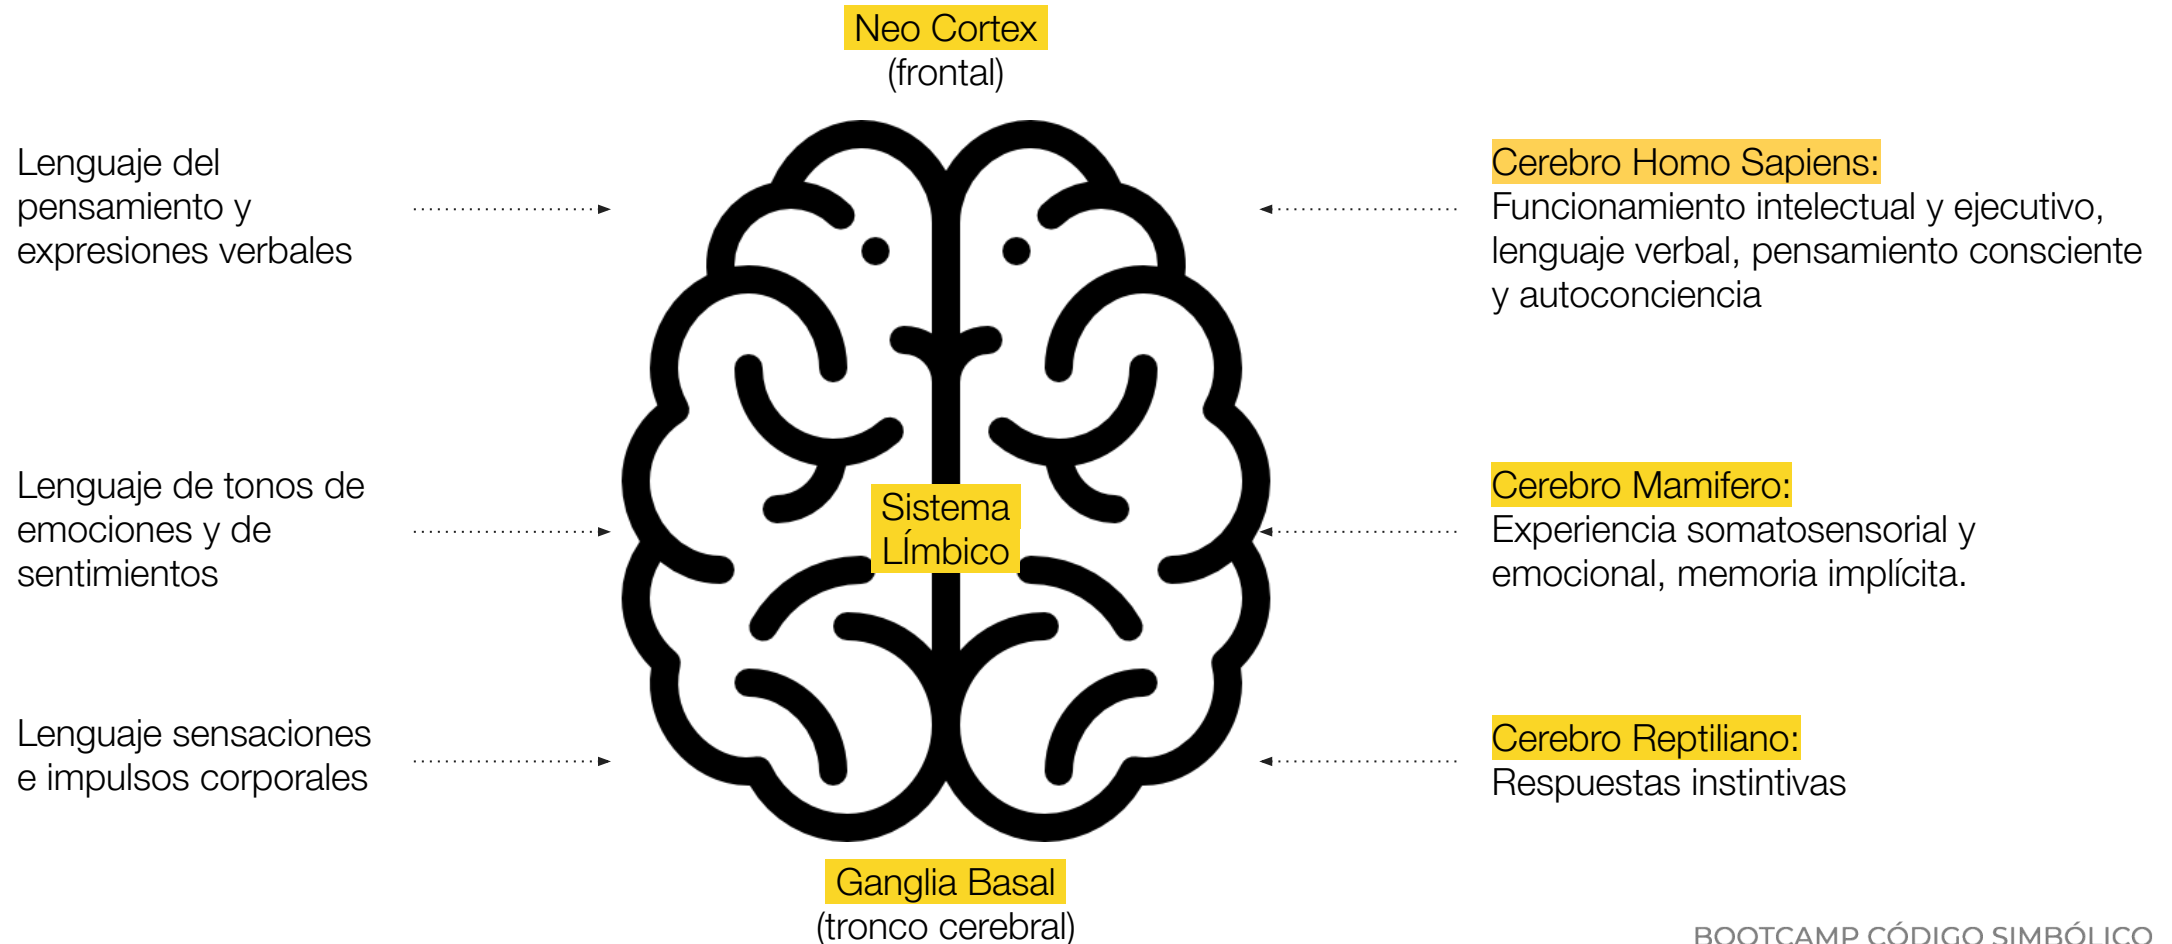 Neo Cortex
(frontal)
Lenguaje del
pensamiento y
expresiones verbales
Cerebro Homo Sapiens:
Funcionamiento intelectual y ejecutivo,
lenguaje verbal, pensamiento consciente
y autoconciencia
Lenguaje de tonos de
emociones y de
sentimientos
Sistema
LÍmbico
Cerebro Mamifero:
Experiencia somatosensorial y
emocional, memoria implícita.
Lenguaje sensaciones
e impulsos corporales
Cerebro Reptiliano:
Respuestas instintivas
Ganglia Basal
(tronco cerebral)
BOOTCAMP CÓDIGO SIMBÓLICO